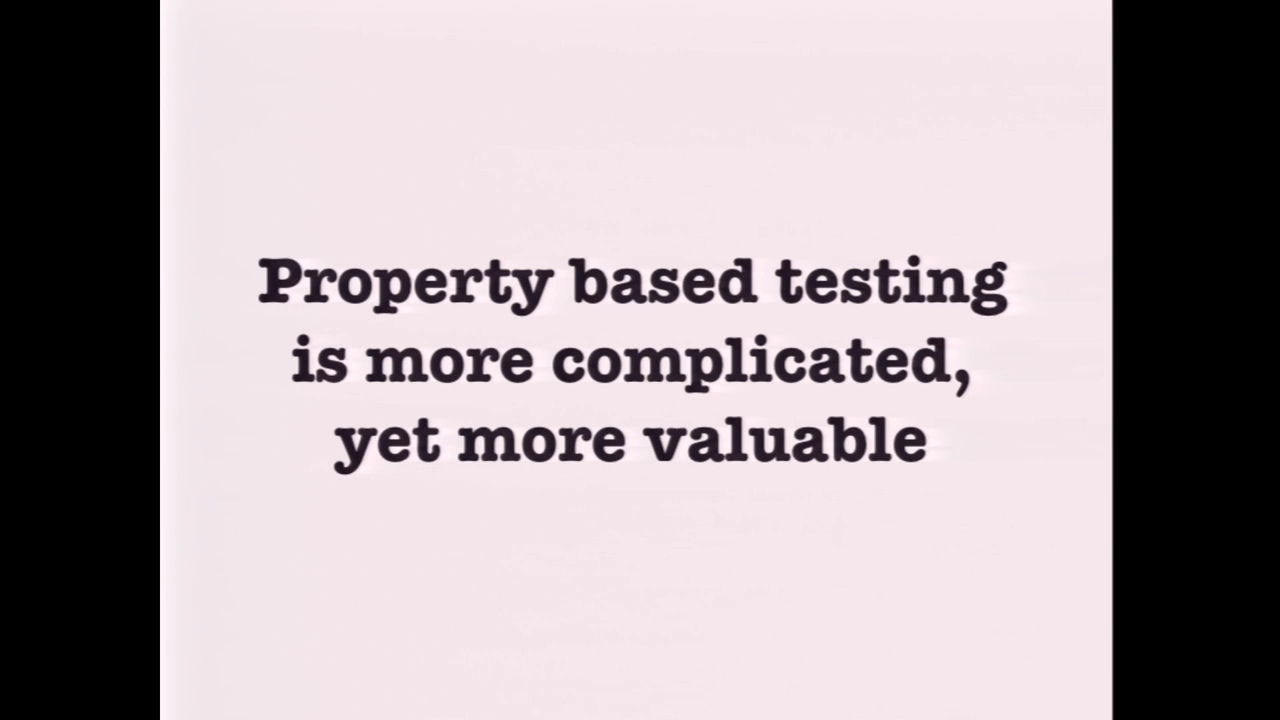 Property based testing
is more complicated,
yet more valuable